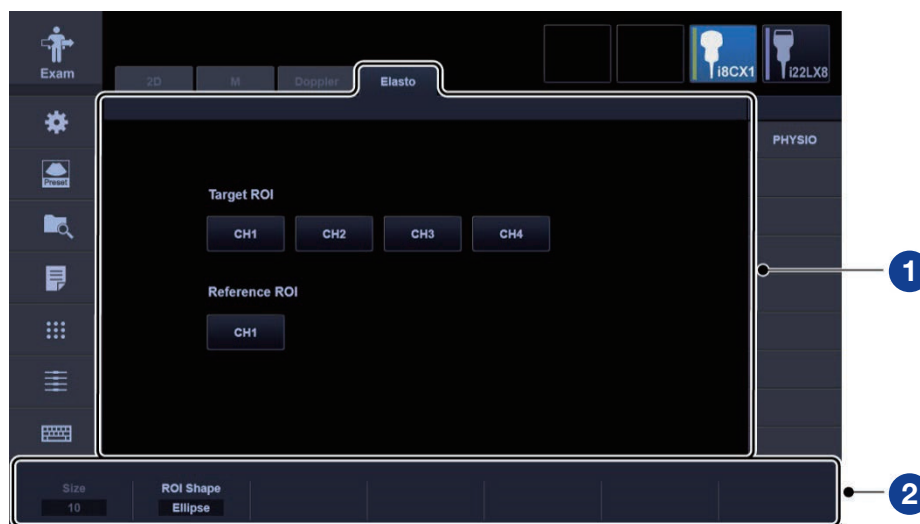 Exam
2D M Doppler Elasto
i8CX1 i22LX8
PHYSIO
Preset
Target ROI
CH1 CH2 CH3 CH4
Reference ROI
CH1
1
Size ROI Shape
10 Ellipse
2